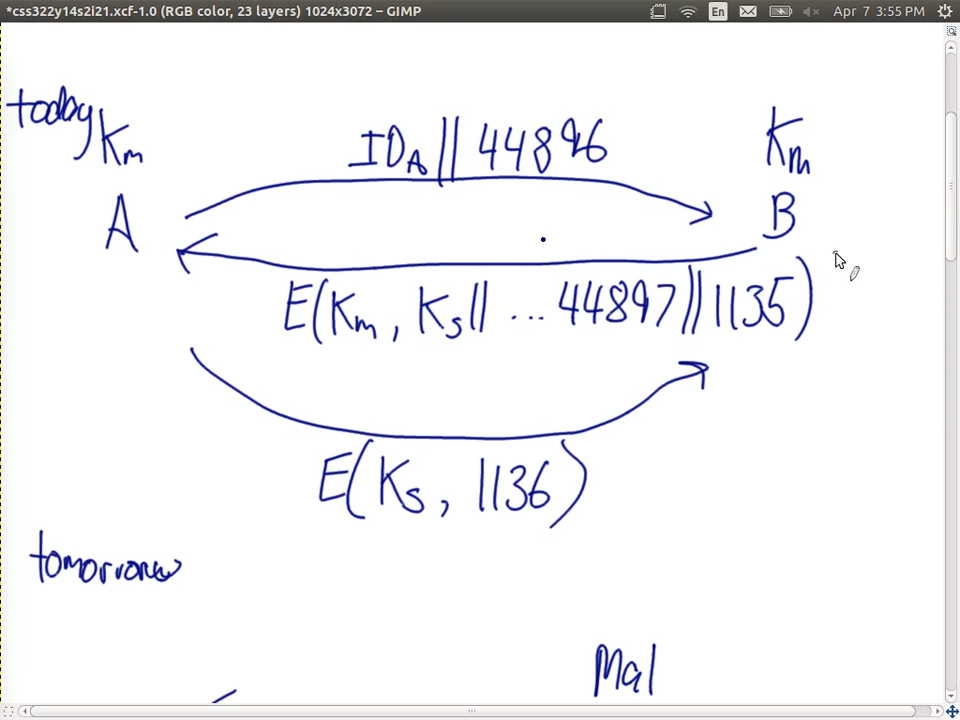 *css322y14s2i21.xcf-1.0 (RGB color, 23 layers) 1024x3072 – GIMP En Apr 7 3:55 PM
today
Km IDA || 44896 Km
A B
E(Km, Ks || ... 44897 || 1135)
E(Ks, 1136)
tomorrow
Mal